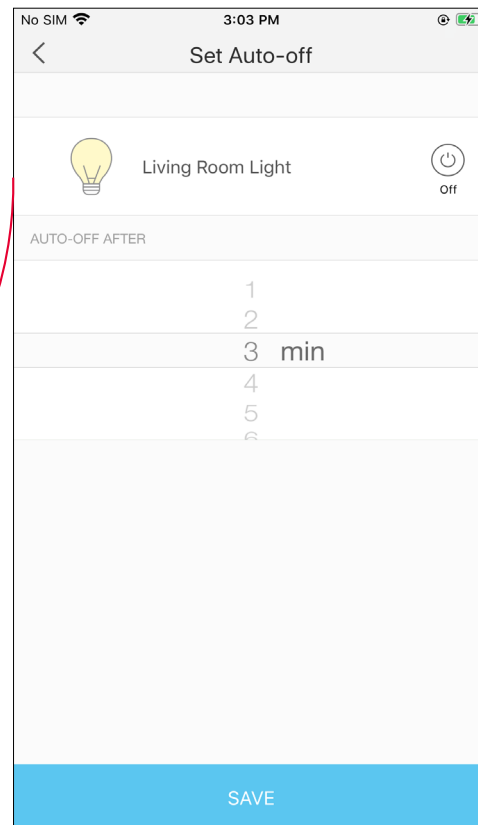 No SIM 3:03 PM
Set Auto-off
Living Room Light
Off
AUTO-OFF AFTER
1
2
3 min
4
5
6
SAVE